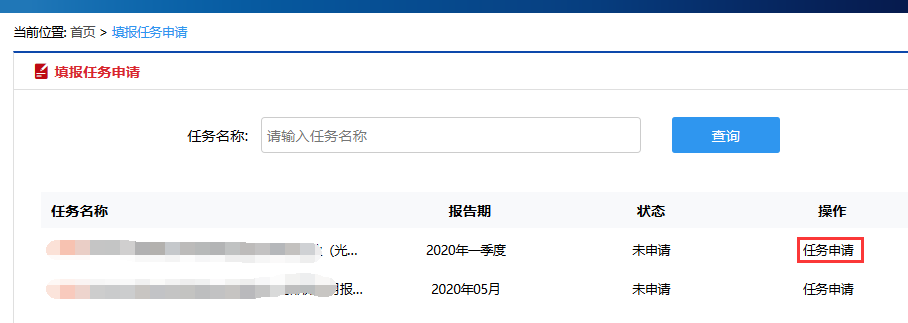 当前位置: 首页 > 填报任务申请
填报任务申请
任务名称: 请输入任务名称 查询
任务名称 报告期 状态 操作
(光... 2020年一季度 未申请 任务申请
月报... 2020年05月 未申请 任务申请